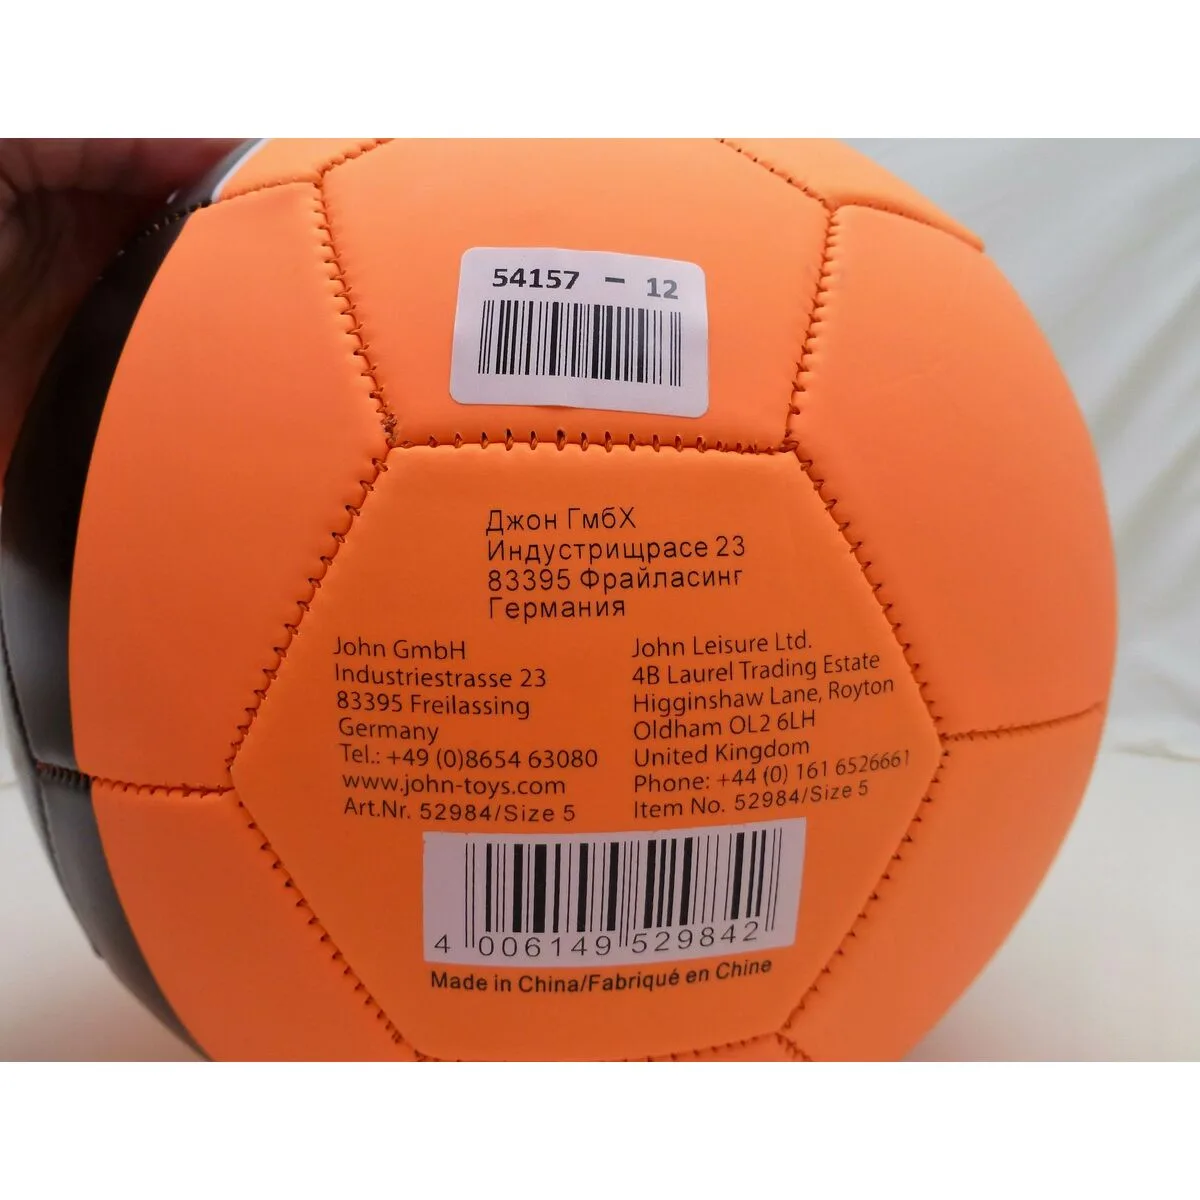 54157 - 12
Джон ГмбХ
Индустрищрасе 23
83395 Фрайласинг
Германия
John GmbH
Industriestrasse 23
83395 Freilassing
Germany
Tel.: +49 (0)8654 63080
www.john-toys.com
Art.Nr. 52984/Size 5
John Leisure Ltd.
4B Laurel Trading Estate
Higginshaw Lane, Royton
Oldham OL2 6LH
United Kingdom
Phone: +44 (0) 161 6526661
Item No. 52984/Size 5
4 006149 529842
Made in China/Fabriqué en Chine